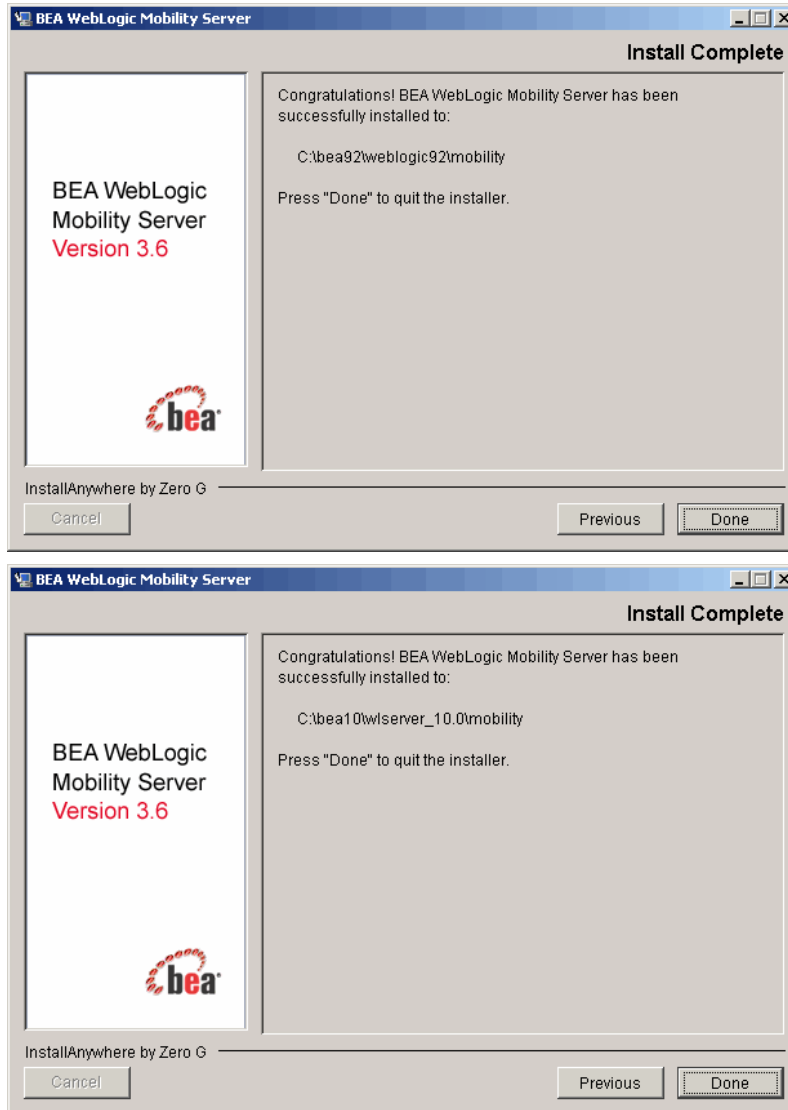 BEA WebLogic Mobility Server
Install Complete
Congratulations! BEA WebLogic Mobility Server has been
successfully installed to:
C:\bea92\weblogic92\mobility
Press "Done" to quit the installer.
BEA WebLogic
Mobility Server
Version 3.6
bea
InstallAnywhere by Zero G
Cancel
Previous
Done
BEA WebLogic Mobility Server
Install Complete
Congratulations! BEA WebLogic Mobility Server has been
successfully installed to:
C:\bea10\wlserver_10.0\mobility
Press "Done" to quit the installer.
BEA WebLogic
Mobility Server
Version 3.6
bea
InstallAnywhere by Zero G
Cancel
Previous
Done